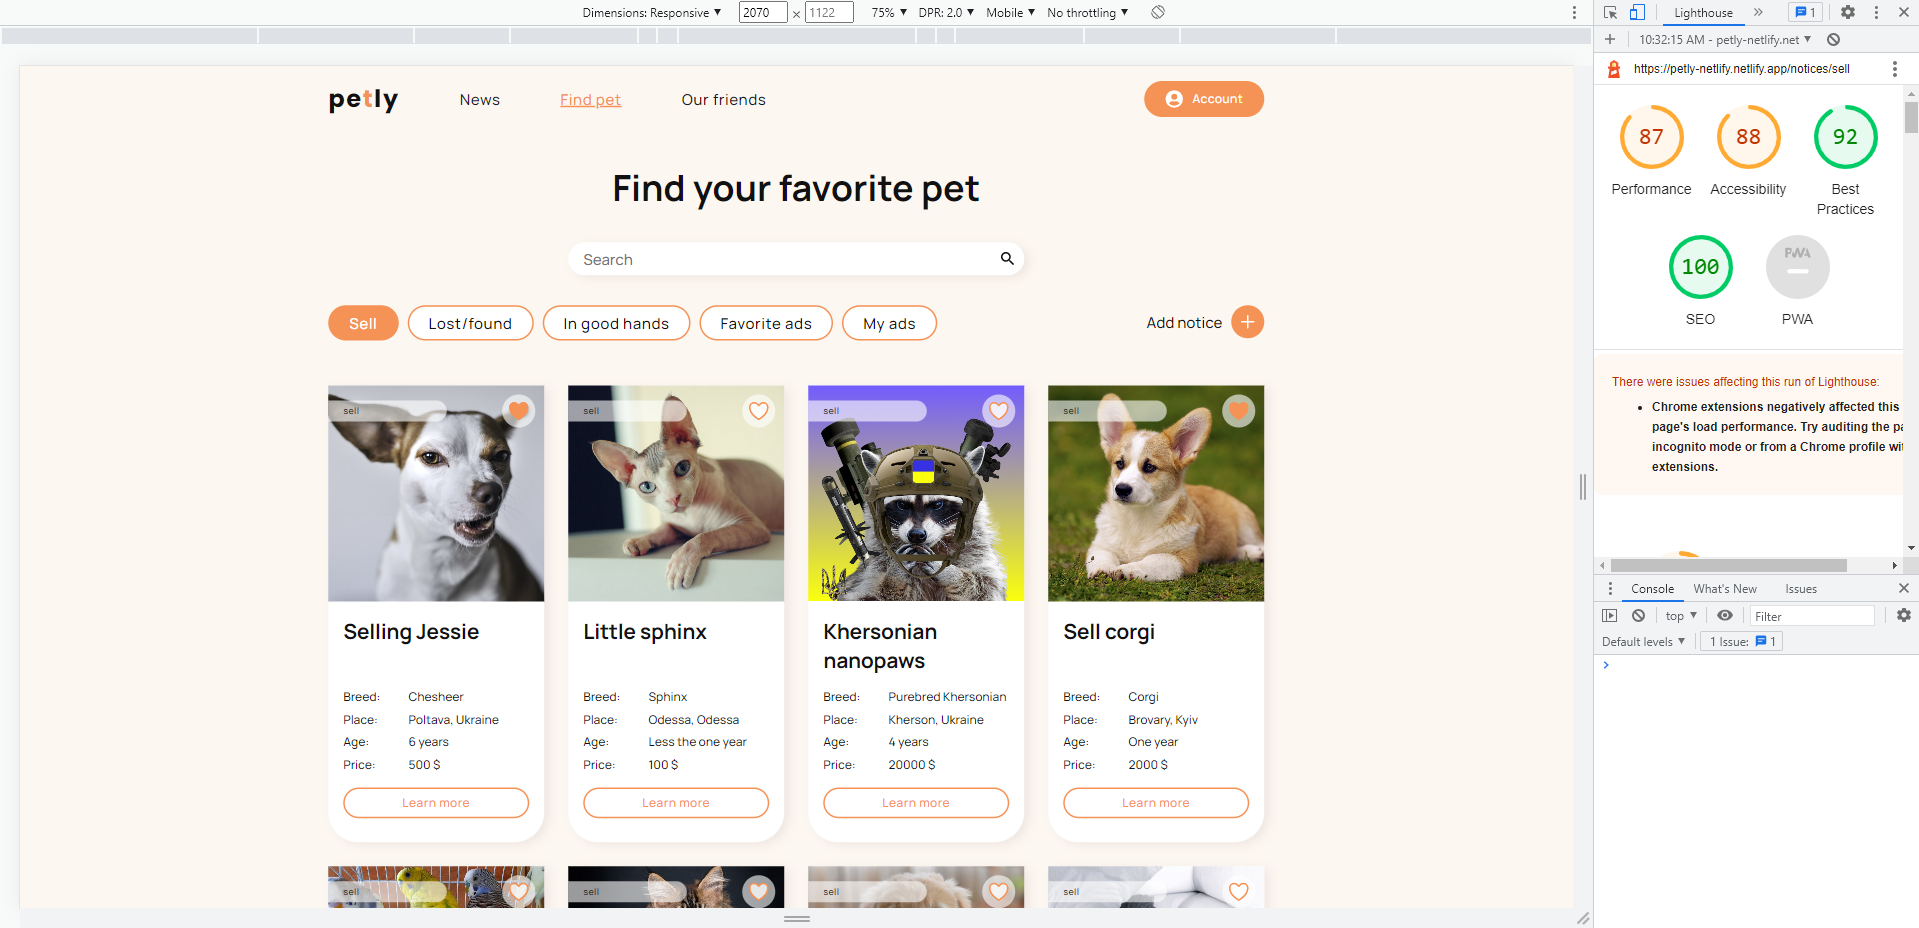 Dimensions: Responsive ▼ 2070 × 1122 75% ▼ DPR: 2.0 ▼ Mobile ▼ No throttling ▼
petly News Find pet Our friends Account
Find your favorite pet
Search
Sell Lost/found In good hands Favorite ads My ads Add notice
sell sell sell sell
Selling Jessie
Breed: Chesheer
Place: Poltava, Ukraine
Age: 6 years
Price: 500 $
Learn more
Little sphinx
Breed: Sphinx
Place: Odessa, Odessa
Age: Less the one year
Price: 100 $
Learn more
Khersonian
nanopaws
Breed: Purebred Khersonian
Place: Kherson, Ukraine
Age: 4 years
Price: 20000 $
Learn more
Sell corgi
Breed: Corgi
Place: Brovary, Kyiv
Age: One year
Price: 2000 $
Learn more
sell sell sell sell
Lighthouse » 1
+ 10:32:15 AM - petly-netlify.net ▼
https://petly-netlify.netlify.app/notices/sell
87
Performance
88
Accessibility
92
Best
Practices
100
SEO
PWA
PWA
There were issues affecting this run of Lighthouse:
• Chrome extensions negatively affected this
page's load performance. Try auditing the pa
incognito mode or from a Chrome profile wit
extensions.
Console What's New Issues
top ▼ Filter
Default levels ▼ 1 Issue: 1